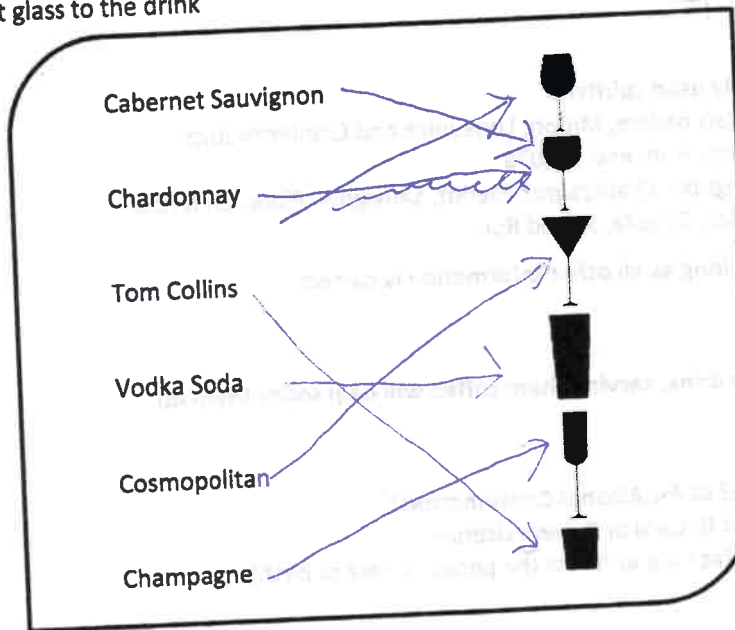 t glass to the drink
Cabernet Sauvignon
Chardonnay
Tom Collins
Vodka Soda
Cosmopolitan
Champagne